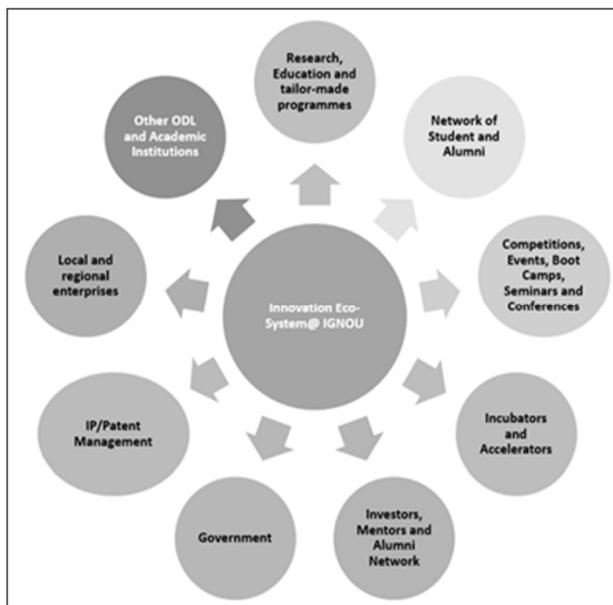 Research,
Education and
tailor-made
programmes
Network of
Student and
Alumni
Competitions,
Events, Boot
Camps,
Seminars and
Conferences
Incubators
and
Accelerators
Investors,
Mentors and
Alumni
Network
Government
IP/Patent
Management
Local and
regional
enterprises
Other ODL
and Academic
Institutions
Innovation Eco-
System@ IGNOU